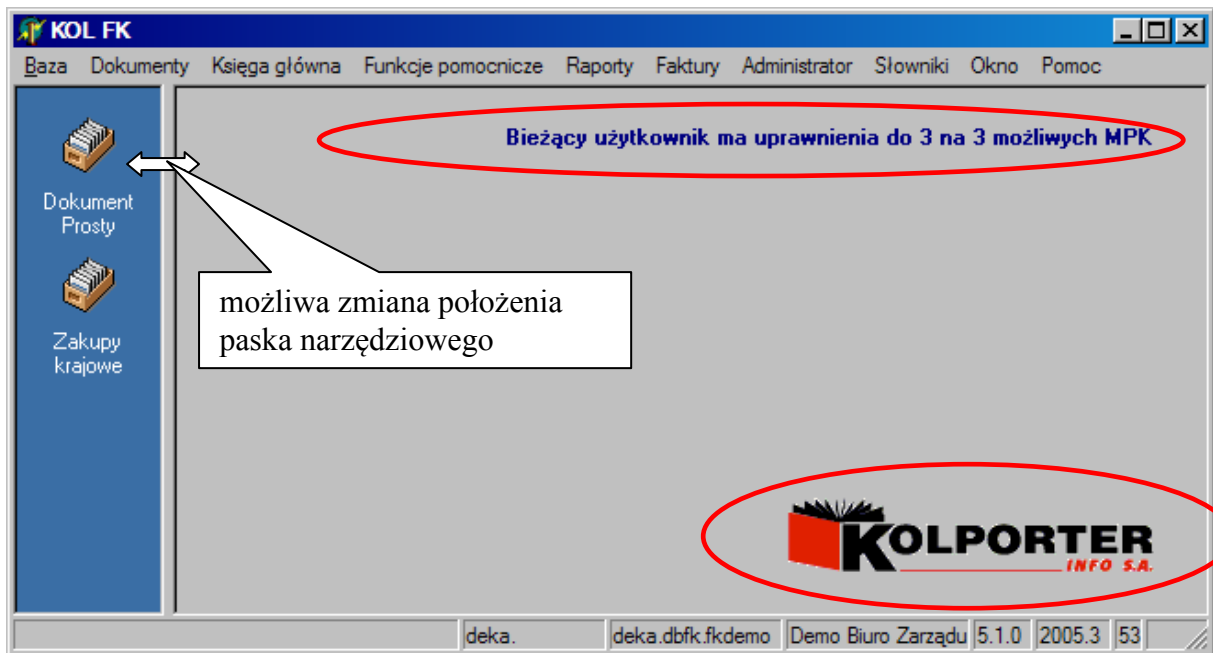 KOL FK
Baza Dokumenty Księga główna Funkcje pomocnicze Raporty Faktury Administrator Słowniki Okno Pomoc
Bieżący użytkownik ma uprawnienia do 3 na 3 możliwych MPK
Dokument
Prosty
możliwa zmiana położenia
paska narzędziowego
Zakupy
krajowe
KOLPORTER
INFO S.A.
deka. deka.dbfk.fkdemo Demo Biuro Zarządu 5.1.0 2005.3 53